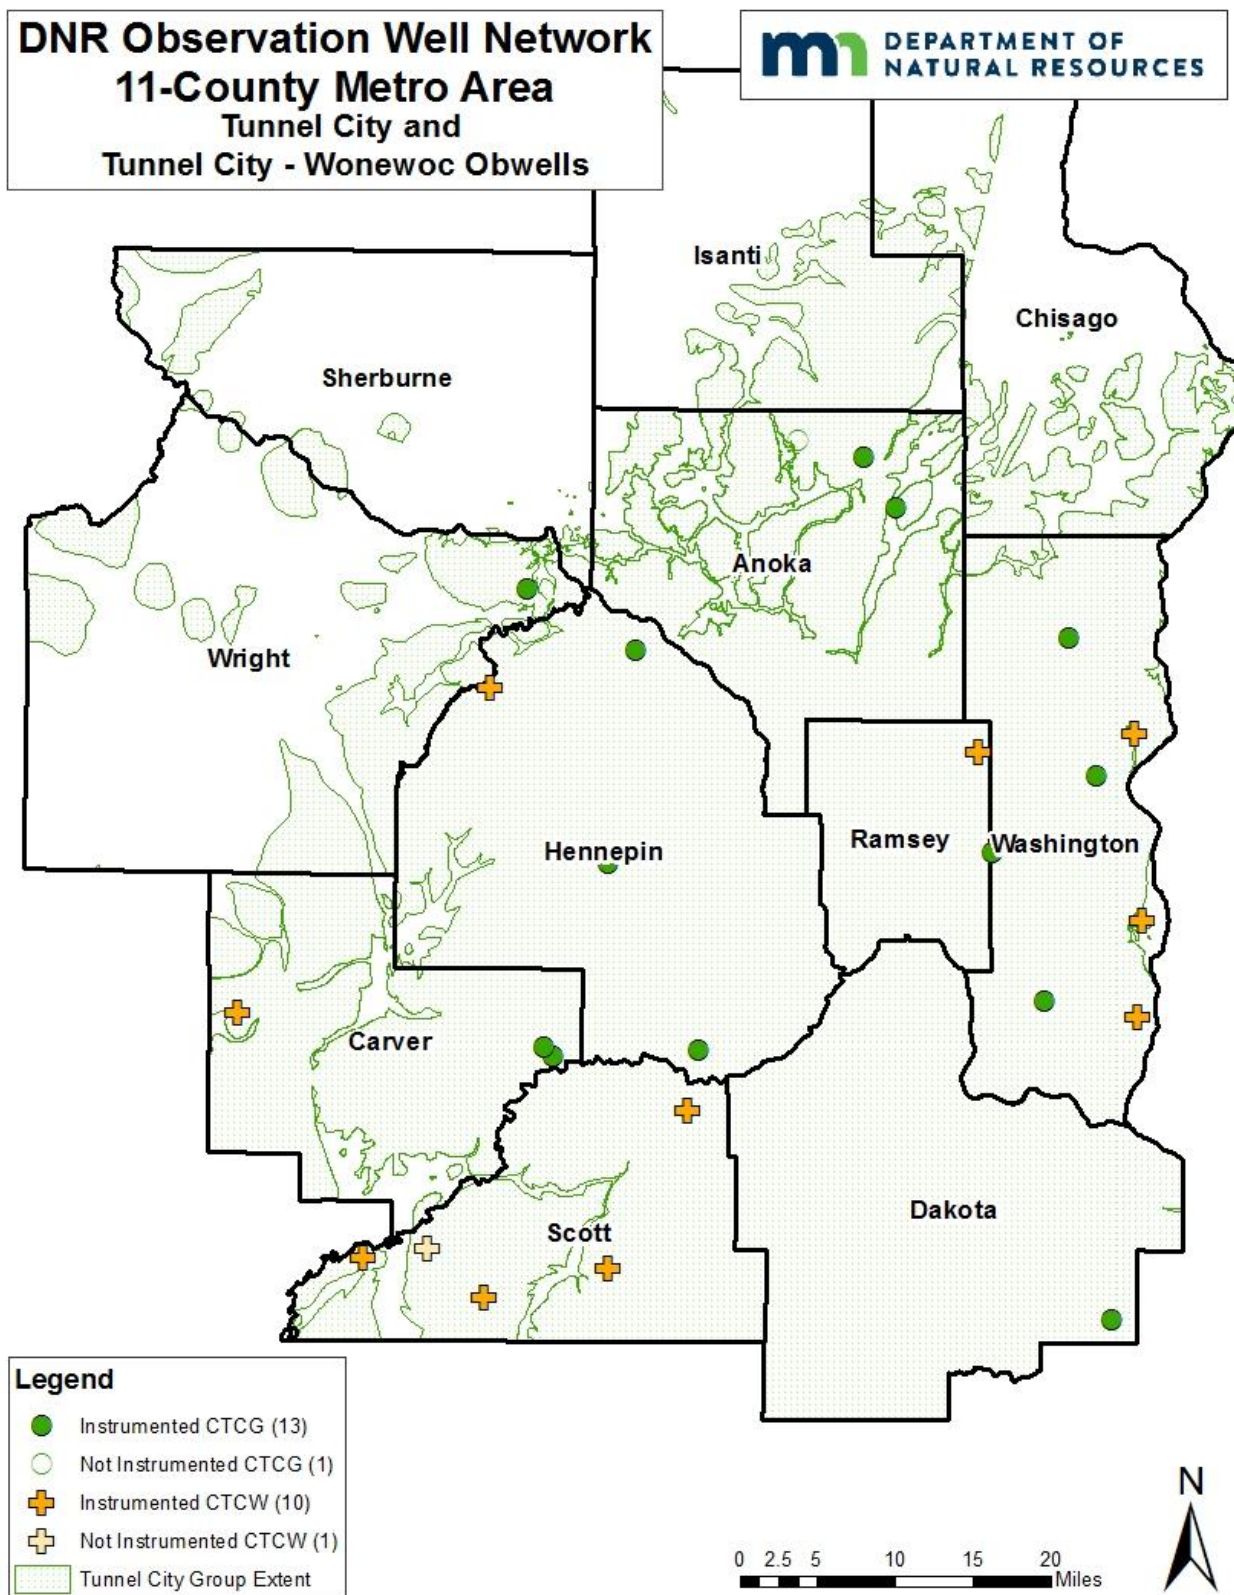 DNR Observation Well Network
11-County Metro Area
Tunnel City and
Tunnel City - Wonewoc Obwells
mn DEPARTMENT OF
NATURAL RESOURCES
Isanti
Chisago
Sherburne
Anoka
Wright
Hennepin
Ramsey
Washington
Carver
Dakota
Scott
Legend
Instrumented CTCG (13)
Not Instrumented CTCG (1)
Instrumented CTCW (10)
Not Instrumented CTCW (1)
Tunnel City Group Extent
N
0 2.5 5 10 15 20
Miles